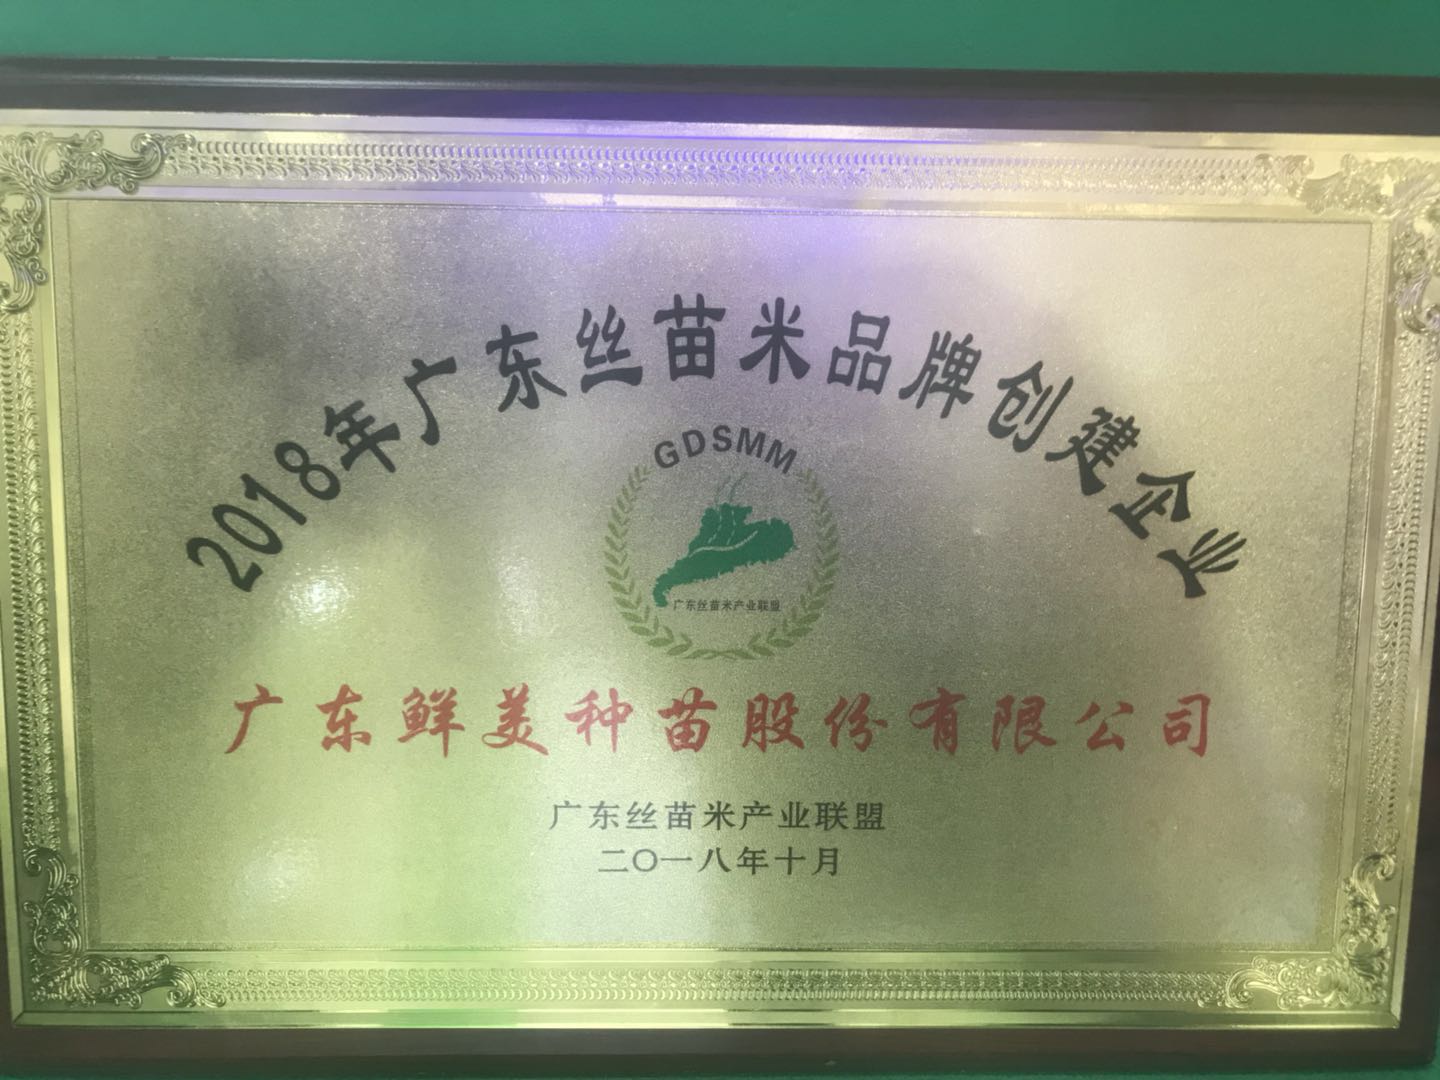 2018年广东丝苗米品牌创建企业
GDSMM
广东丝苗米产业联盟
广东鲜美种苗股份有限公司
广东丝苗米产业联盟
二〇一八年十月